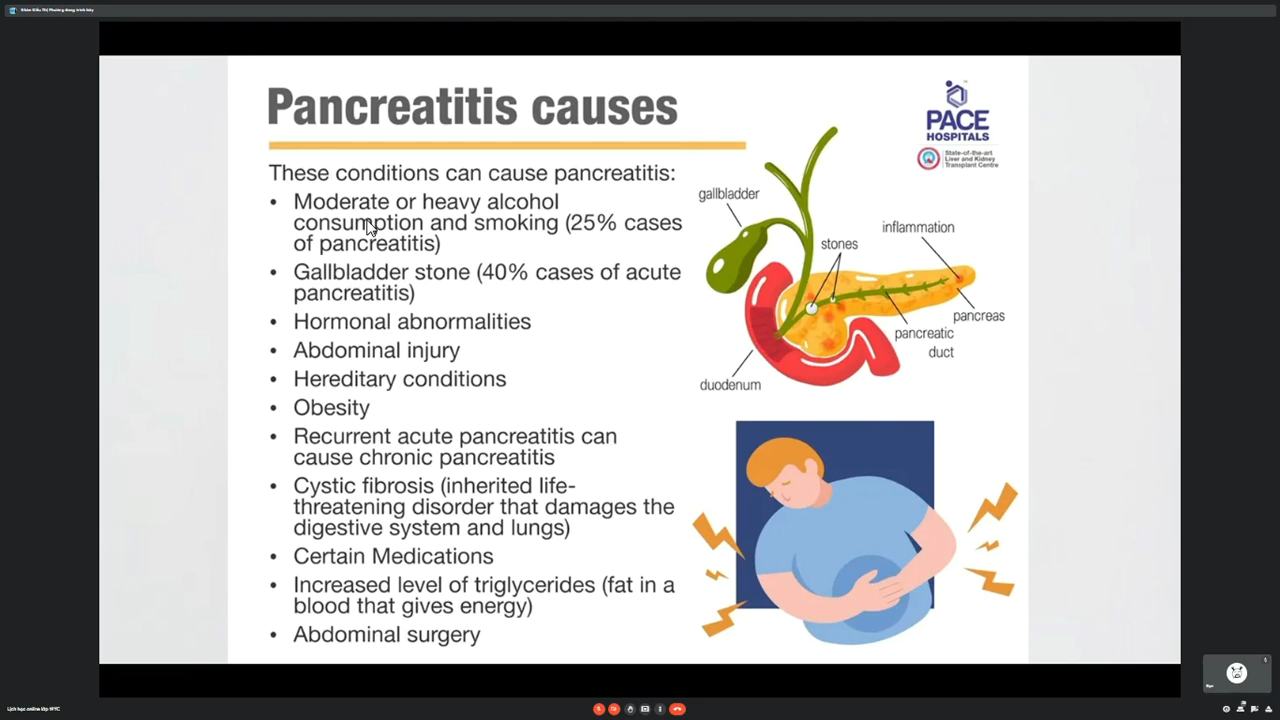 Pancreatitis causes
These conditions can cause pancreatitis:
• Moderate or heavy alcohol
consumption and smoking (25% cases
of pancreatitis)
• Gallbladder stone (40% cases of acute
pancreatitis)
• Hormonal abnormalities
• Abdominal injury
• Hereditary conditions
• Obesity
• Recurrent acute pancreatitis can
cause chronic pancreatitis
• Cystic fibrosis (inherited life-
threatening disorder that damages the
digestive system and lungs)
• Certain Medications
• Increased level of triglycerides (fat in a
blood that gives energy)
• Abdominal surgery
PACE
HOSPITALS
State-of-the-art
Liver and Kidney
Transplant Centre
gallbladder
stones
inflammation
pancreas
pancreatic
duct
duodenum
Lịch học online lớp